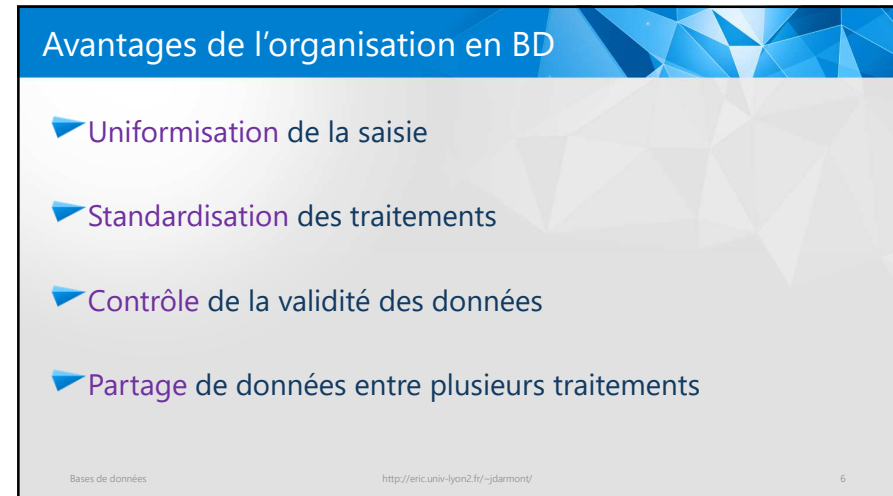 Avantages de l’organisation en BD
Uniformisation de la saisie
Standardisation des traitements
Contrôle de la validité des données
Partage de données entre plusieurs traitements
Bases de données
http://eric.univ-lyon2.fr/~jdarmont/
6